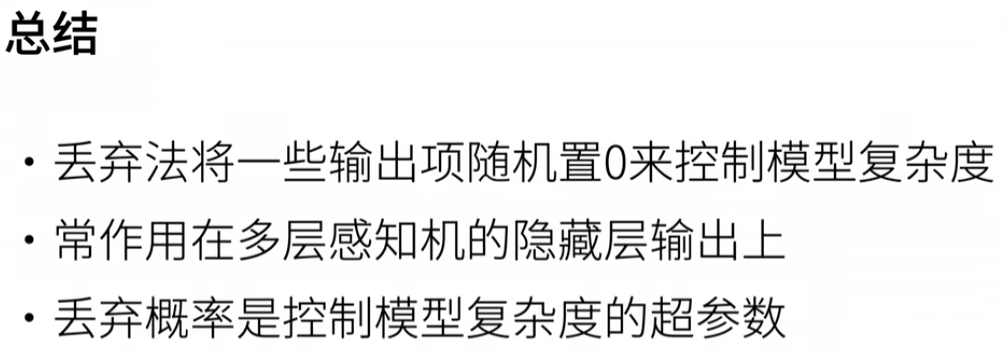 总结
• 丢弃法将一些输出项随机置0来控制模型复杂度
• 常作用在多层感知机的隐藏层输出上
• 丢弃概率是控制模型复杂度的超参数